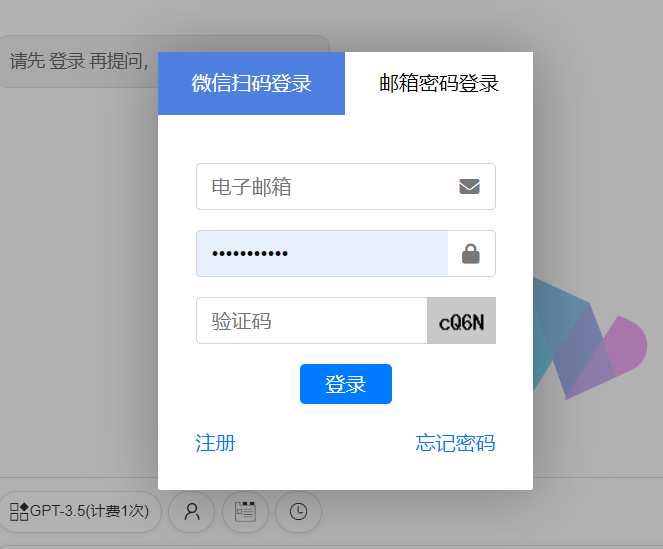 请先 登录 再提问，
微信扫码登录
邮箱密码登录
电子邮箱
•••••••••••
验证码
cQ6N
登录
注册
忘记密码
GPT-3.5(计费1次)